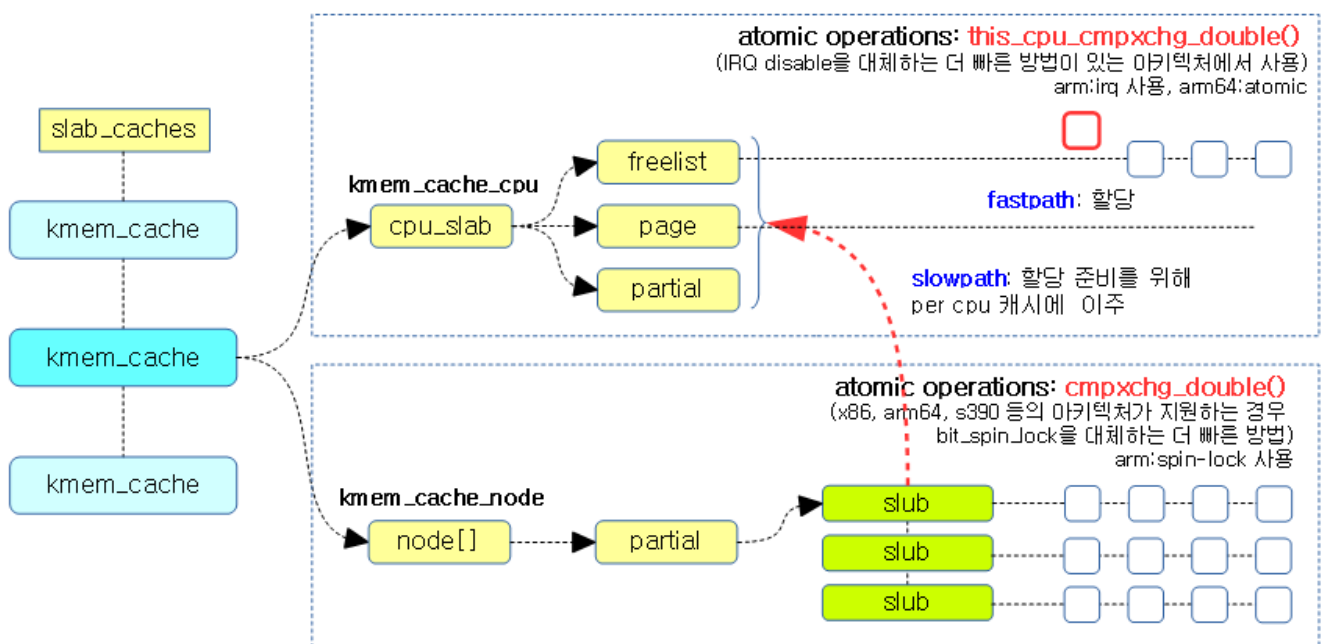 atomic operations: this_cpu_cmpxchg_double()
(IRQ disable을 대체하는 더 빠른 방법이 있는 아키텍처에서 사용)
arm:irq 사용, arm64:atomic
slab_caches
kmem_cache
kmem_cache
kmem_cache
kmem_cache_cpu
cpu_slab
freelist
page
partial
fastpath: 할당
slowpath: 할당 준비를 위해
per cpu 캐시에 이주
atomic operations: cmpxchg_double()
(x86, arm64, s390 등의 아키텍처가 지원하는 경우
bit_spin_lock을 대체하는 더 빠른 방법)
arm:spin-lock 사용
kmem_cache_node
node[]
partial
slub
slub
slub